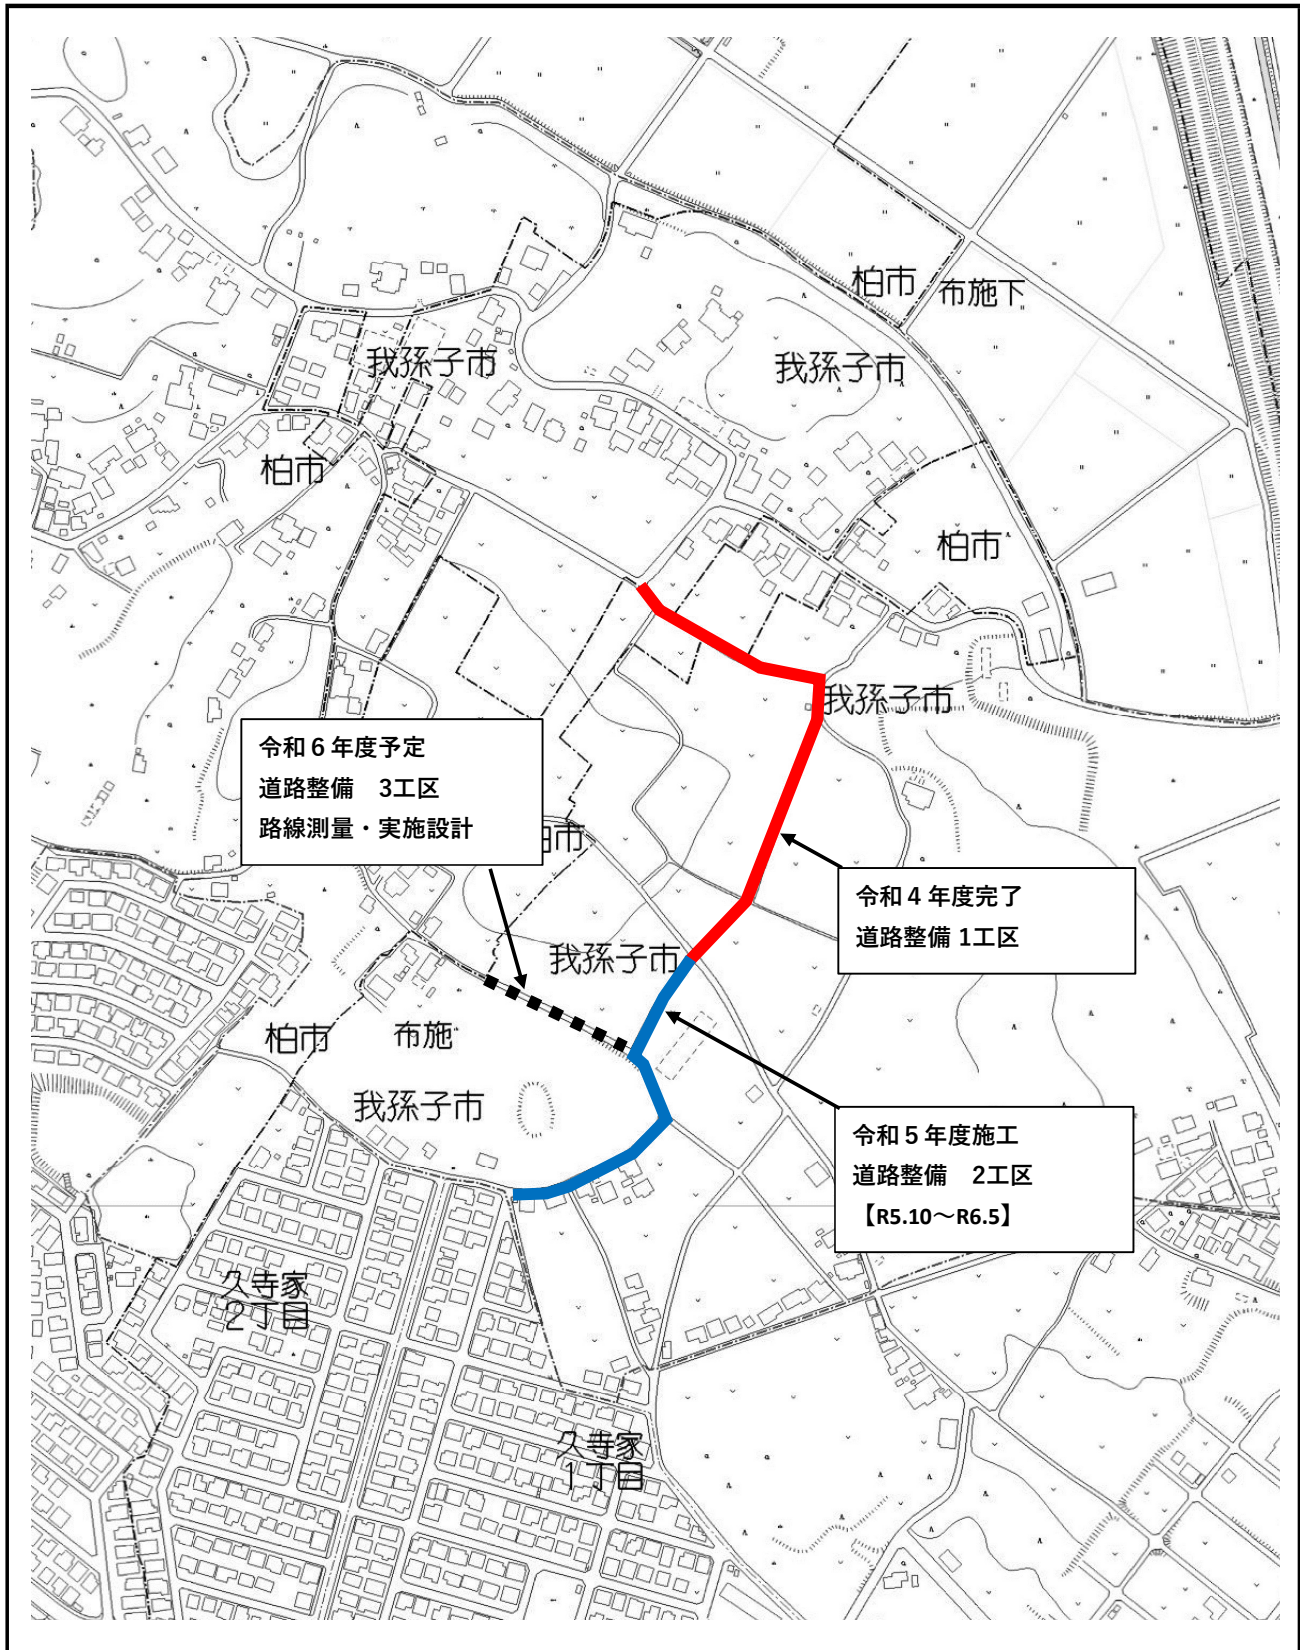 柏市
布施下
我孫子市
我孫子市
柏市
柏市
我孫子市
令和６年度予定
道路整備　3工区
路線測量・実施設計
柏市
令和４年度完了
道路整備 1工区
我孫子市
柏市
布施
我孫子市
令和５年度施工
道路整備　2工区
【R5.10～R6.5】
久寺家
2丁目
久寺家
1丁目